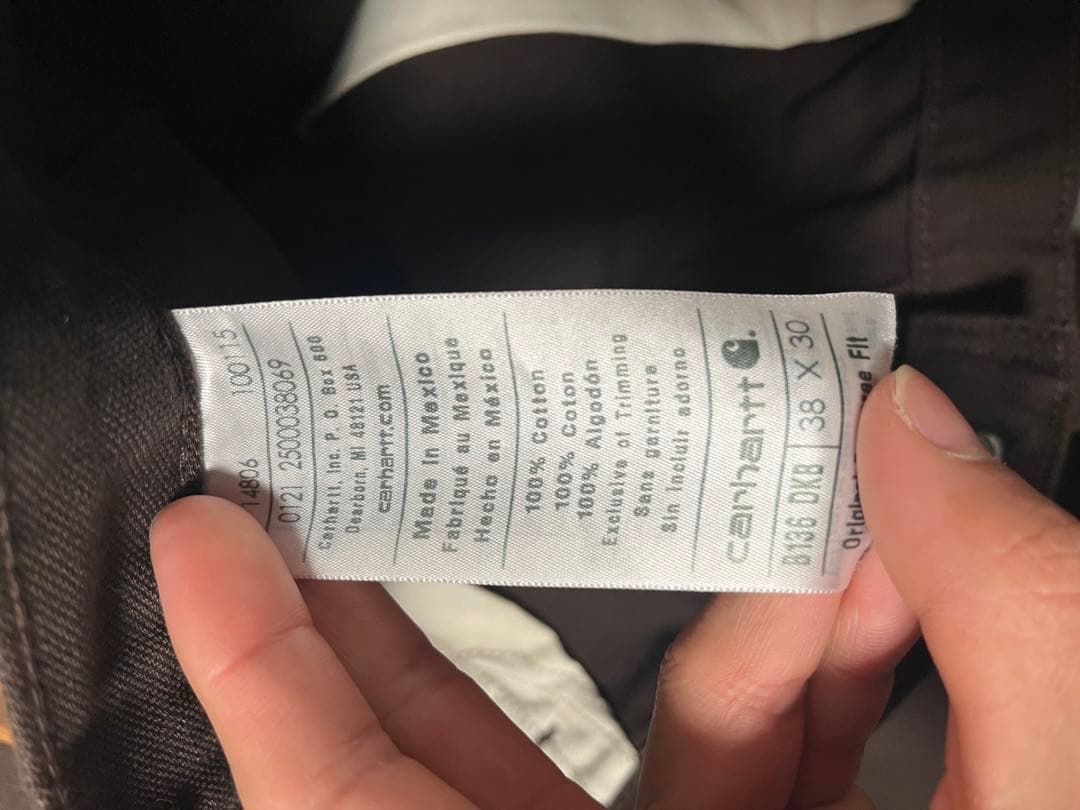 14806 100115
0121 2500038069
Carhartt, Inc. P. O. Box 600
Dearborn, MI 48121 USA
carhartt.com
Made In Mexico
Fabriqué au Mexique
Hecho en México
100% Cotton
100% Coton
100% Algodón
Exclusive of Trimming
Sans garniture
Sin incluir adorno
carhartt
B136 DKB 38 X 30
Fit